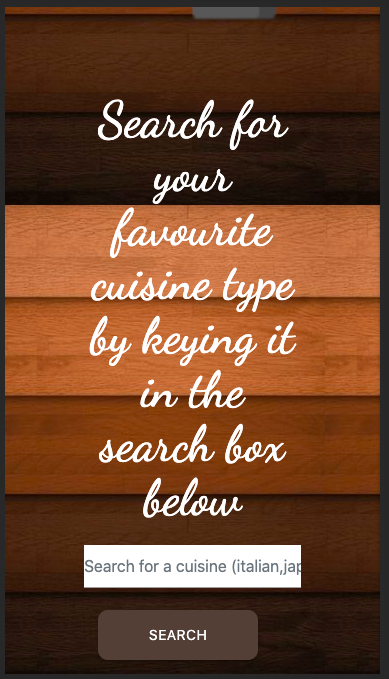 Search for
your
favourite
cuisine type
by keying it
in the
search box
below
Search for a cuisine (italian,jap
SEARCH